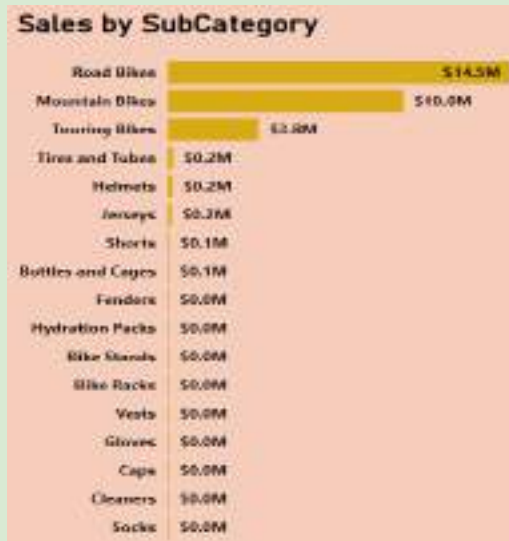 Sales by SubCategory
Road Bikes $14.5M
Mountain Bikes $10.0M
Touring Bikes $3.8M
Tires and Tubes $0.2M
Helmets $0.2M
Jerseys $0.2M
Shorts $0.1M
Bottles and Cages $0.1M
Fenders $0.0M
Hydration Packs $0.0M
Bike Stands $0.0M
Bike Racks $0.0M
Vests $0.0M
Gloves $0.0M
Caps $0.0M
Cleaners $0.0M
Socks $0.0M